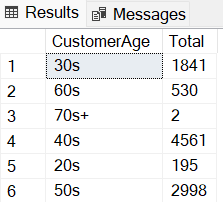 Results Messages
CustomerAge Total
1 30s 1841
2 60s 530
3 70s+ 2
4 40s 4561
5 20s 195
6 50s 2998